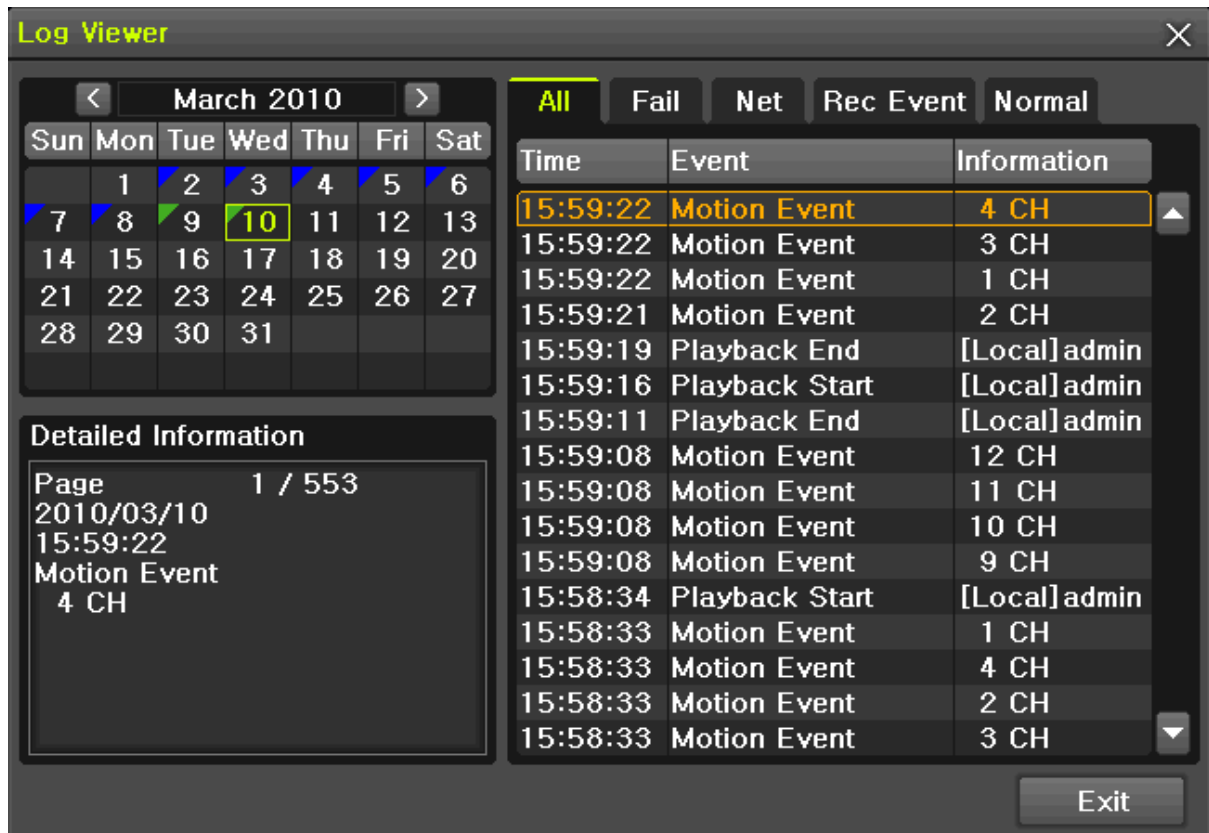 Log Viewer
March 2010
Sun Mon Tue Wed Thu Fri Sat
1 2 3 4 5 6
7 8 9 10 11 12 13
14 15 16 17 18 19 20
21 22 23 24 25 26 27
28 29 30 31
Detailed Information
Page 1 / 553
2010/03/10
15:59:22
Motion Event
4 CH
All Fail Net Rec Event Normal
Time Event Information
15:59:22 Motion Event 4 CH
15:59:22 Motion Event 3 CH
15:59:22 Motion Event 1 CH
15:59:21 Motion Event 2 CH
15:59:19 Playback End [Local]admin
15:59:16 Playback Start [Local]admin
15:59:11 Playback End [Local]admin
15:59:08 Motion Event 12 CH
15:59:08 Motion Event 11 CH
15:59:08 Motion Event 10 CH
15:59:08 Motion Event 9 CH
15:58:34 Playback Start [Local]admin
15:58:33 Motion Event 1 CH
15:58:33 Motion Event 4 CH
15:58:33 Motion Event 2 CH
15:58:33 Motion Event 3 CH
Exit